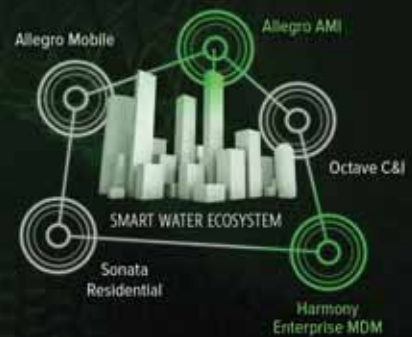 Allegro AMI
Allegro Mobile
Octave C&I
SMART WATER ECOSYSTEM
Sonata
Residential
Harmony
Enterprise MDM